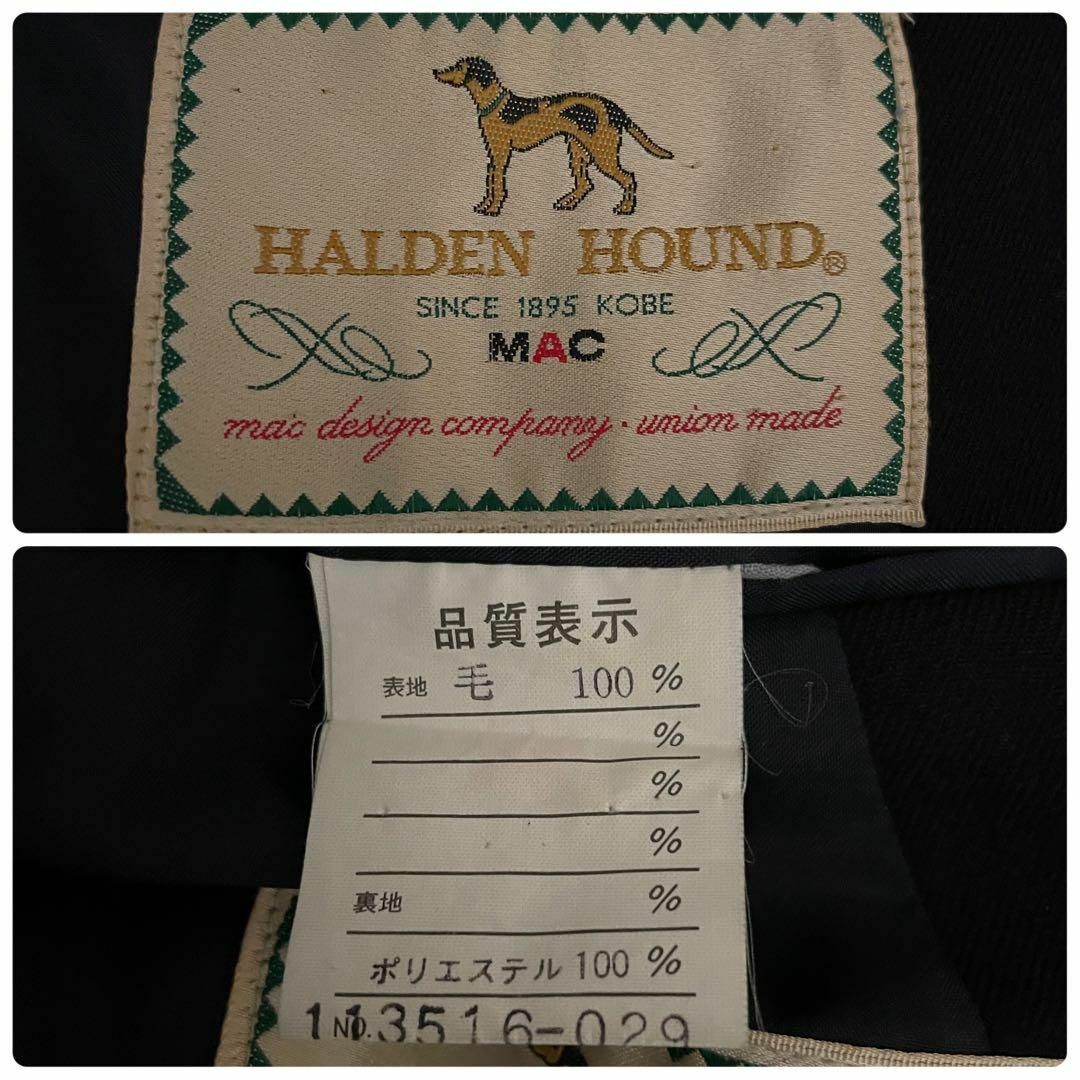 HALDEN HOUND®
SINCE 1895 KOBE
MAC
mac design company · union made
品質表示
表地 毛 100 %
%
%
%
裏地 %
ポリエステル 100 %
NO. 113516-029